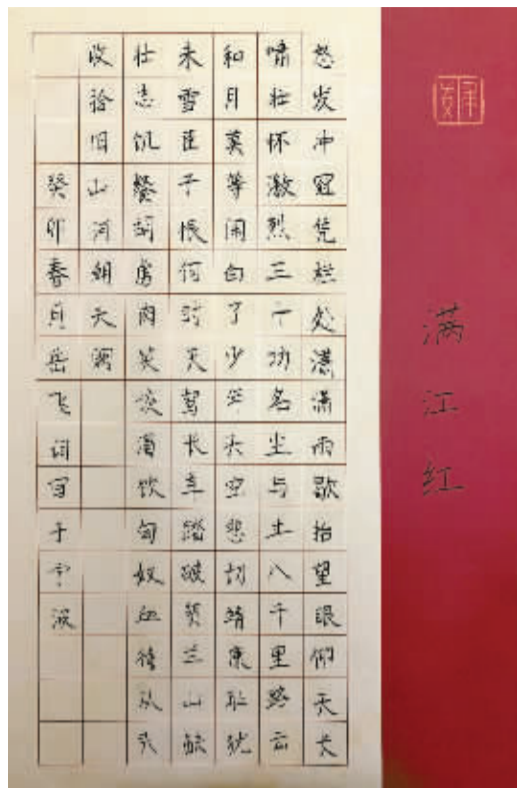 满江红
怒发冲冠凭栏处潇潇雨歇抬望眼仰天长
啸壮怀激烈三十功名尘与土八千里路云
和月莫等闲白了少年头空悲切靖康耻犹
未雪臣子恨何时灭驾长车踏破贺兰山缺
壮志饥餐胡虏肉笑谈渴饮匈奴血待从头
收拾旧山河朝天阙
癸卯春月岳飞词写于宁波